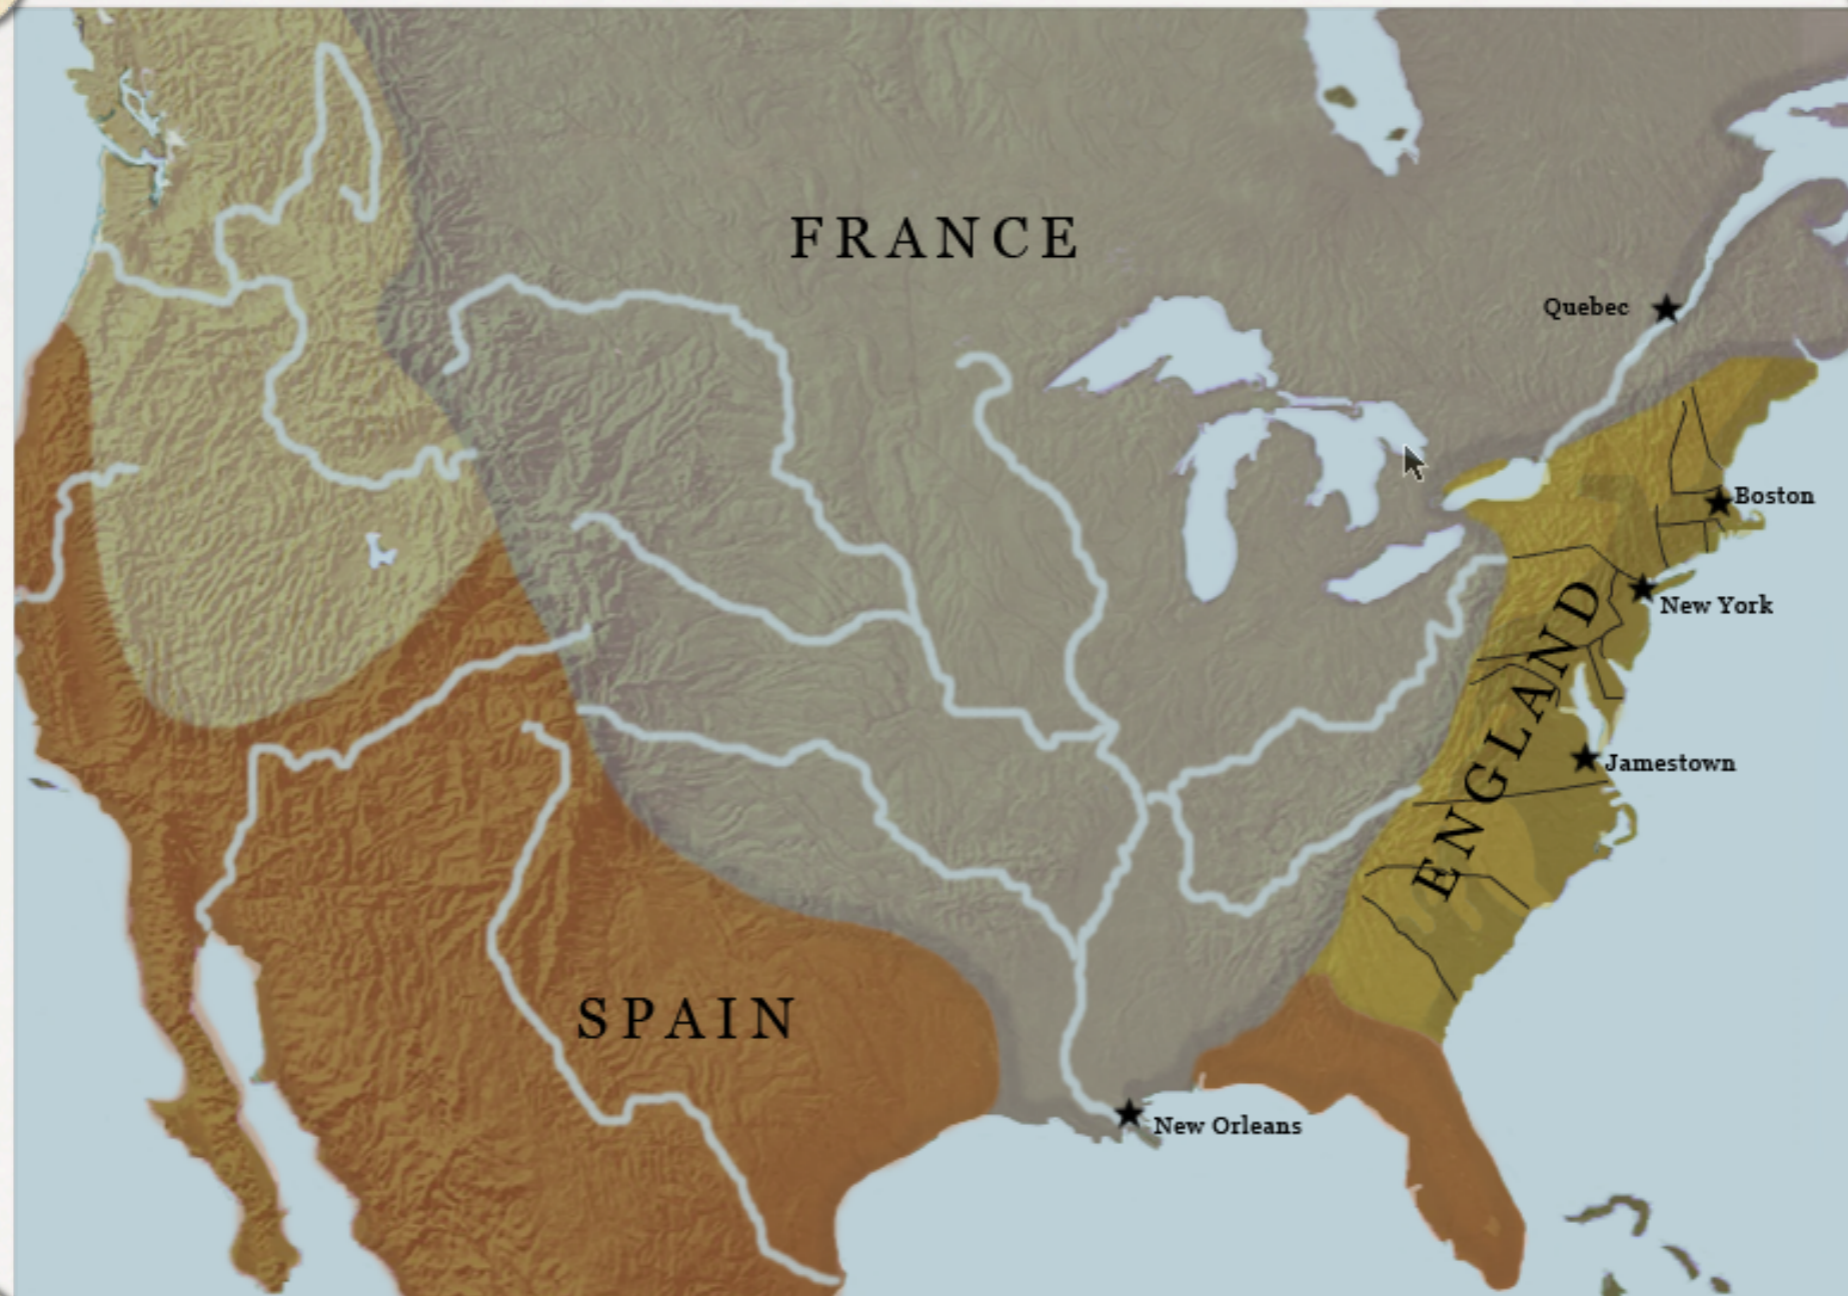 FRANCE
Quebec
Boston
New York
ENGLAND
Jamestown
SPAIN
New Orleans